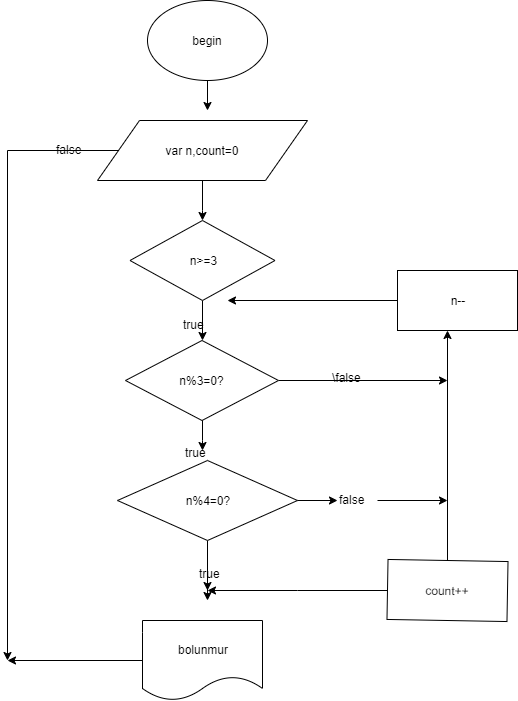 begin
false
var n,count=0
n>=3
n--
true
n%3=0?
\false
true
n%4=0?
false
true
count++
bolunmur